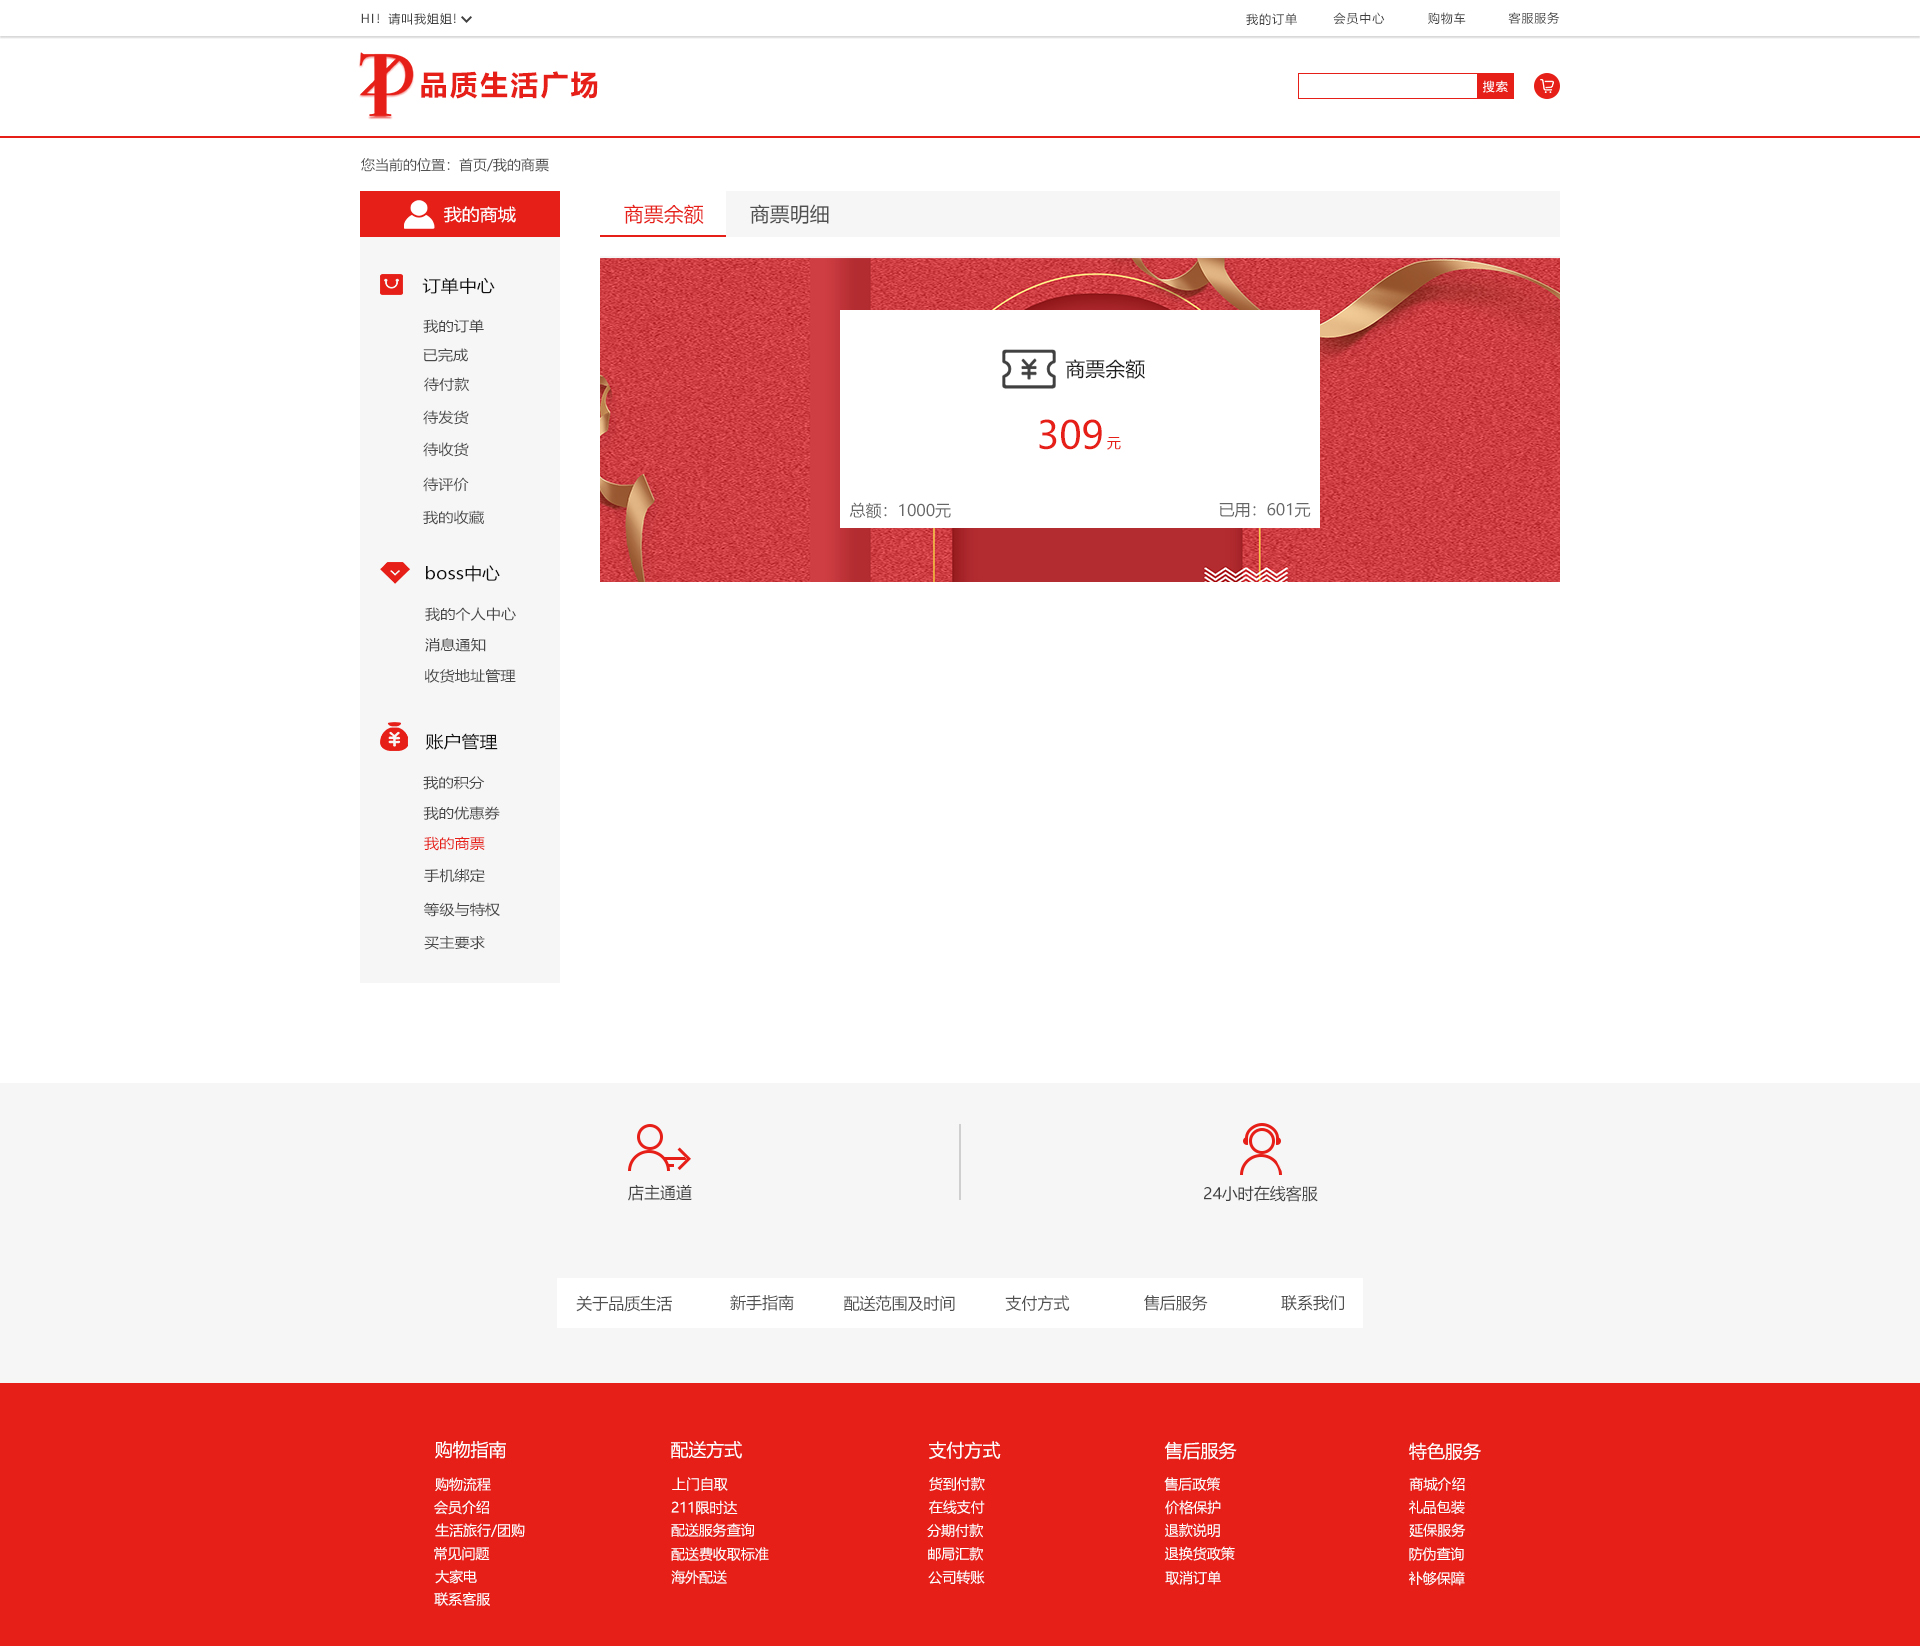 HI！请叫我姐姐! 我的订单 会员中心 购物车 客服服务
品质生活广场 搜索
您当前的位置：首页/我的商票
我的商城
商票余额 商票明细
订单中心
我的订单
已完成
待付款
待发货
待收货
待评价
我的收藏
boss中心
我的个人中心
消息通知
收货地址管理
账户管理
我的积分
我的优惠券
我的商票
手机绑定
等级与特权
买主要求
商票余额
309元
总额：1000元 已用：601元
店主通道 24小时在线客服
关于品质生活 新手指南 配送范围及时间 支付方式 售后服务 联系我们
购物指南
购物流程
会员介绍
生活旅行/团购
常见问题
大家电
联系客服
配送方式
上门自取
211限时达
配送服务查询
配送费收取标准
海外配送
支付方式
货到付款
在线支付
分期付款
邮局汇款
公司转账
售后服务
售后政策
价格保护
退款说明
退换货政策
取消订单
特色服务
商城介绍
礼品包装
延保服务
防伪查询
补够保障